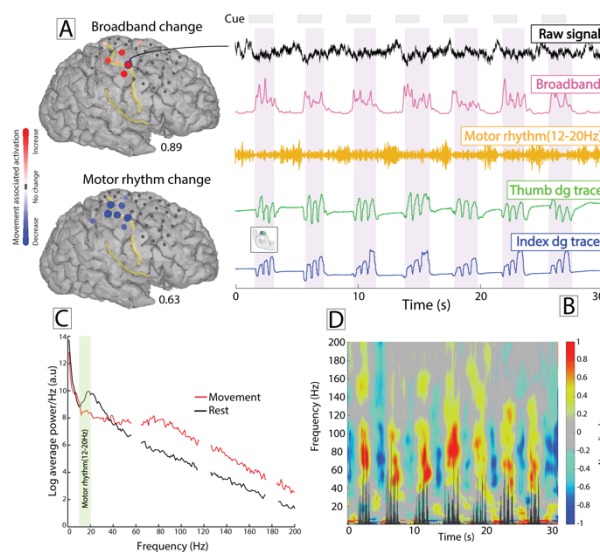 A
Broadband change
0.89
Motor rhythm change
0.63
Movement associated activation
Increase
No change
Decrease
Cue
Raw signal
Broadband
Motor rhythm(12-20Hz)
Thumb dg trace
Index dg trace
0
10
20
30
Time (s)
B
C
Log average power/Hz (a.u)
14
12
10
8
6
4
2
0
Motor rhythm(12-20Hz)
Movement
Rest
0 20 40 60 80 100 120 140 160 180 200
Frequency (Hz)
D
Frequency (Hz)
200
180
160
140
120
100
80
60
40
20
0 5 10 15 20 25 30
Time (s)
1
0.8
0.6
0.4
0.2
0
-0.2
-0.4
-0.6
-0.8
-1